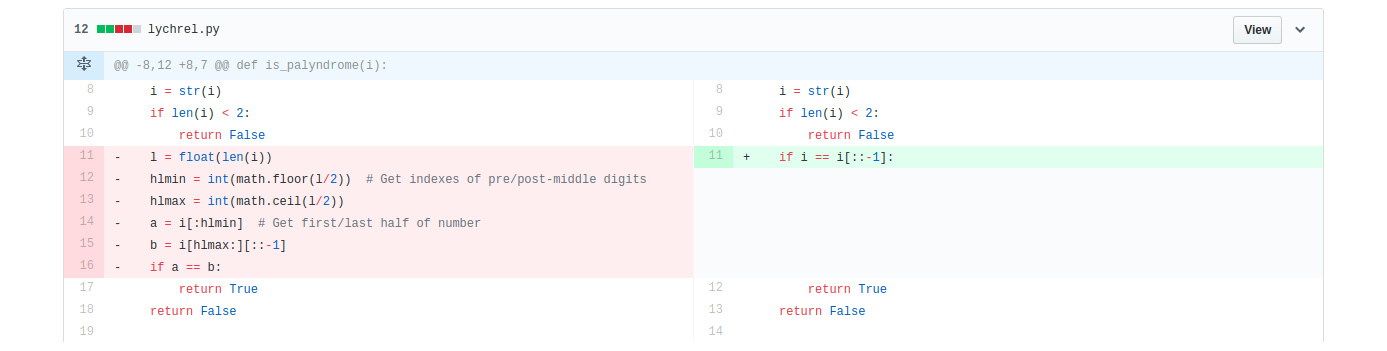 12 lychrel.py View
@@ -8,12 +8,7 @@ def is_palyndrome(i):
8 i = str(i)
9 if len(i) < 2:
10 return False
11 - l = float(len(i))
12 - hlmin = int(math.floor(l/2))  # Get indexes of pre/post-middle digits
13 - hlmax = int(math.ceil(l/2))
14 - a = i[:hlmin]  # Get first/last half of number
15 - b = i[hlmax:][::-1]
16 - if a == b:
17 return True
18 return False
19
8 i = str(i)
9 if len(i) < 2:
10 return False
11 + if i == i[::-1]:
12 return True
13 return False
14